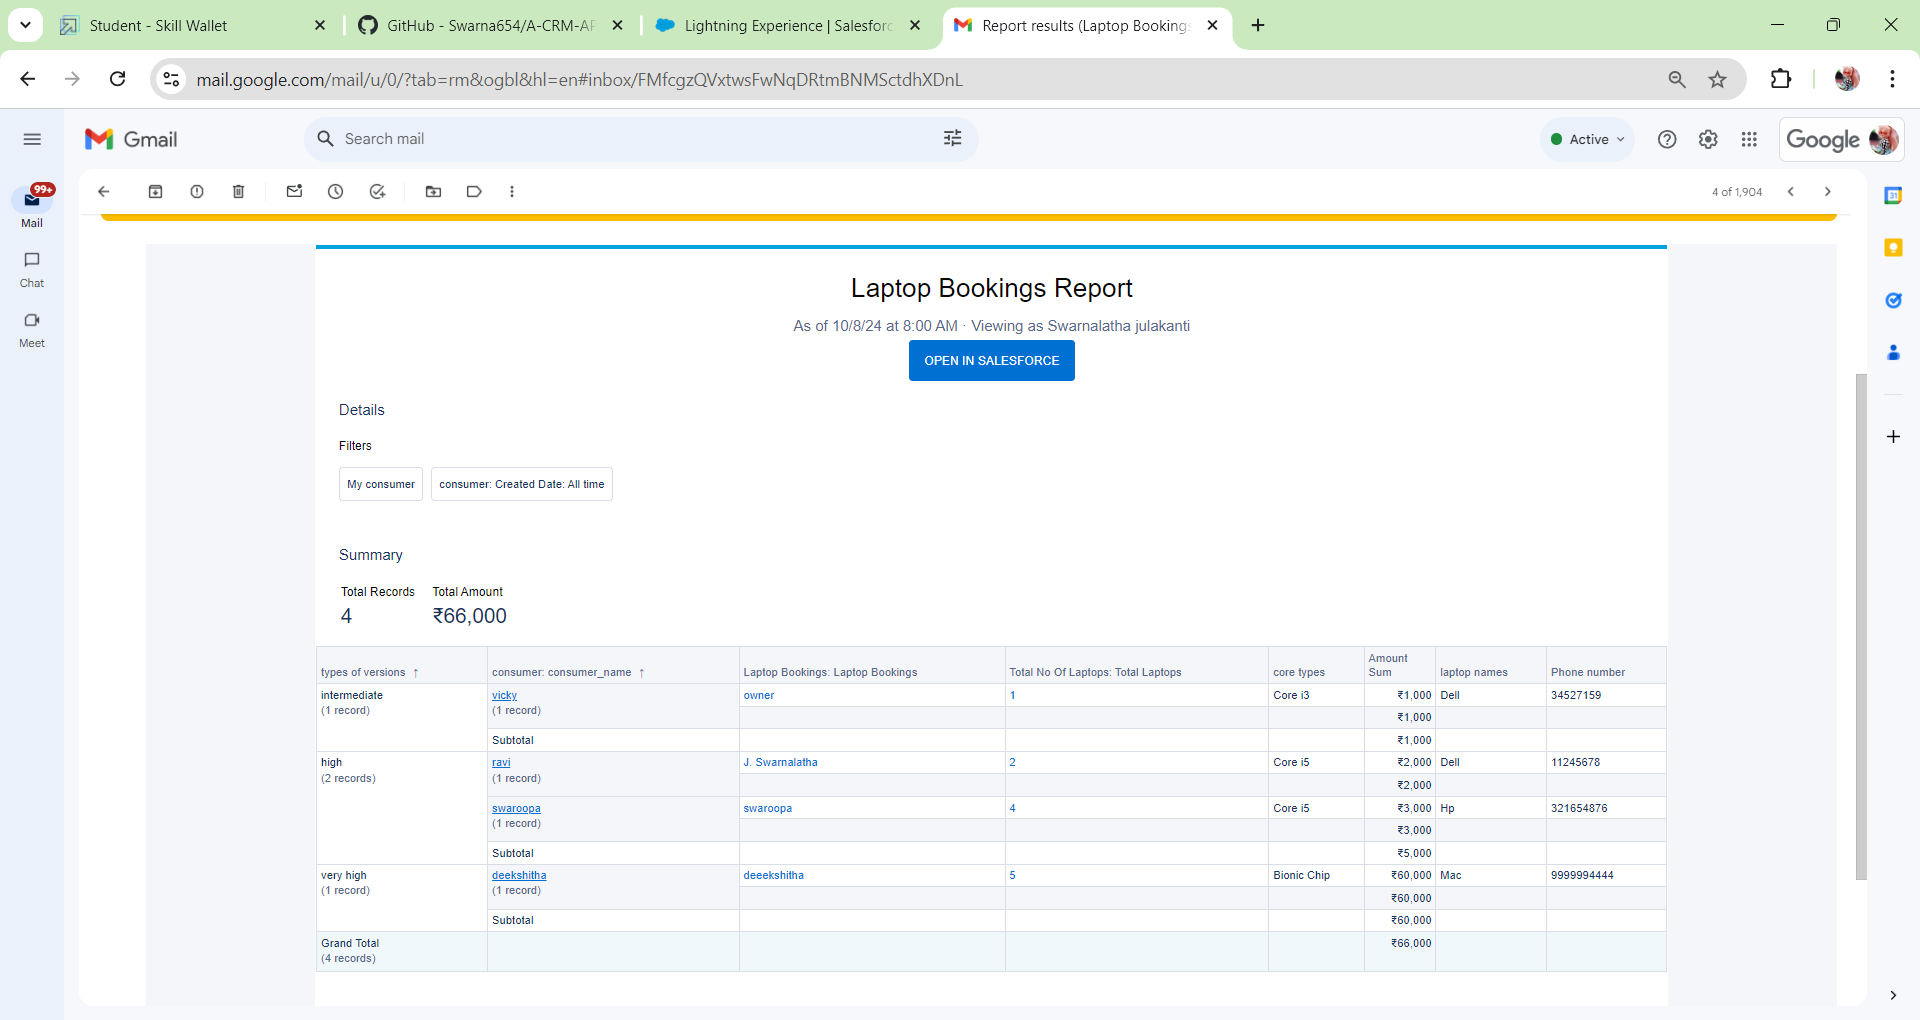 Student - Skill Wallet
GitHub - Swarna654/A-CRM-AP
Lightning Experience | Salesforc
Report results (Laptop Bookings
mail.google.com/mail/u/0/?tab=rm&ogbl&hl=en#inbox/FMfcgzQVxtwsFwNqDRtmBNMSctdhXDnL
Gmail
Search mail
Active
Google
99+
Mail
Chat
Meet
4 of 1,904
31
Laptop Bookings Report
As of 10/8/24 at 8:00 AM · Viewing as Swarnalatha julakanti
OPEN IN SALESFORCE
Details
Filters
My consumer
consumer: Created Date: All time
Summary
Total Records Total Amount
4 ₹66,000
types of versions ↑ consumer: consumer_name ↑ Laptop Bookings: Laptop Bookings Total No Of Laptops: Total Laptops core types Amount Sum laptop names Phone number
intermediate vicky owner 1 Core i3 ₹1,000 Dell 34527159
(1 record) (1 record) ₹1,000
Subtotal ₹1,000
high ravi J. Swarnalatha 2 Core i5 ₹2,000 Dell 11245678
(2 records) (1 record) ₹2,000
swaroopa swaroopa 4 Core i5 ₹3,000 Hp 321654876
(1 record) ₹3,000
Subtotal ₹5,000
very high deekshitha deeekshitha 5 Bionic Chip ₹60,000 Mac 9999994444
(1 record) (1 record) ₹60,000
Subtotal ₹60,000
Grand Total ₹66,000
(4 records)